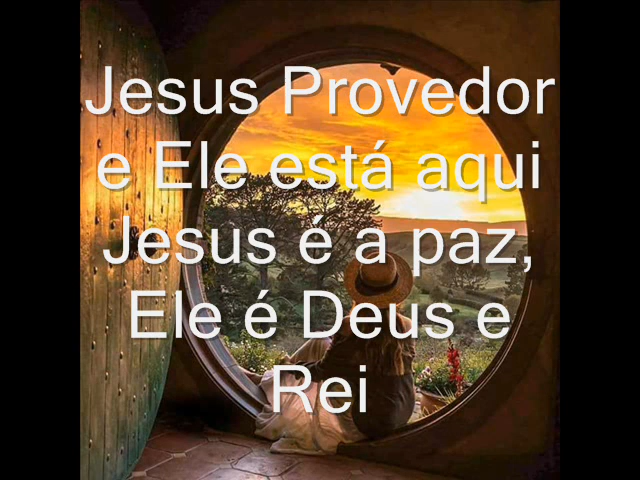 Jesus Provedor
e Ele está aqui
Jesus é a paz,
Ele é Deus e
Rei